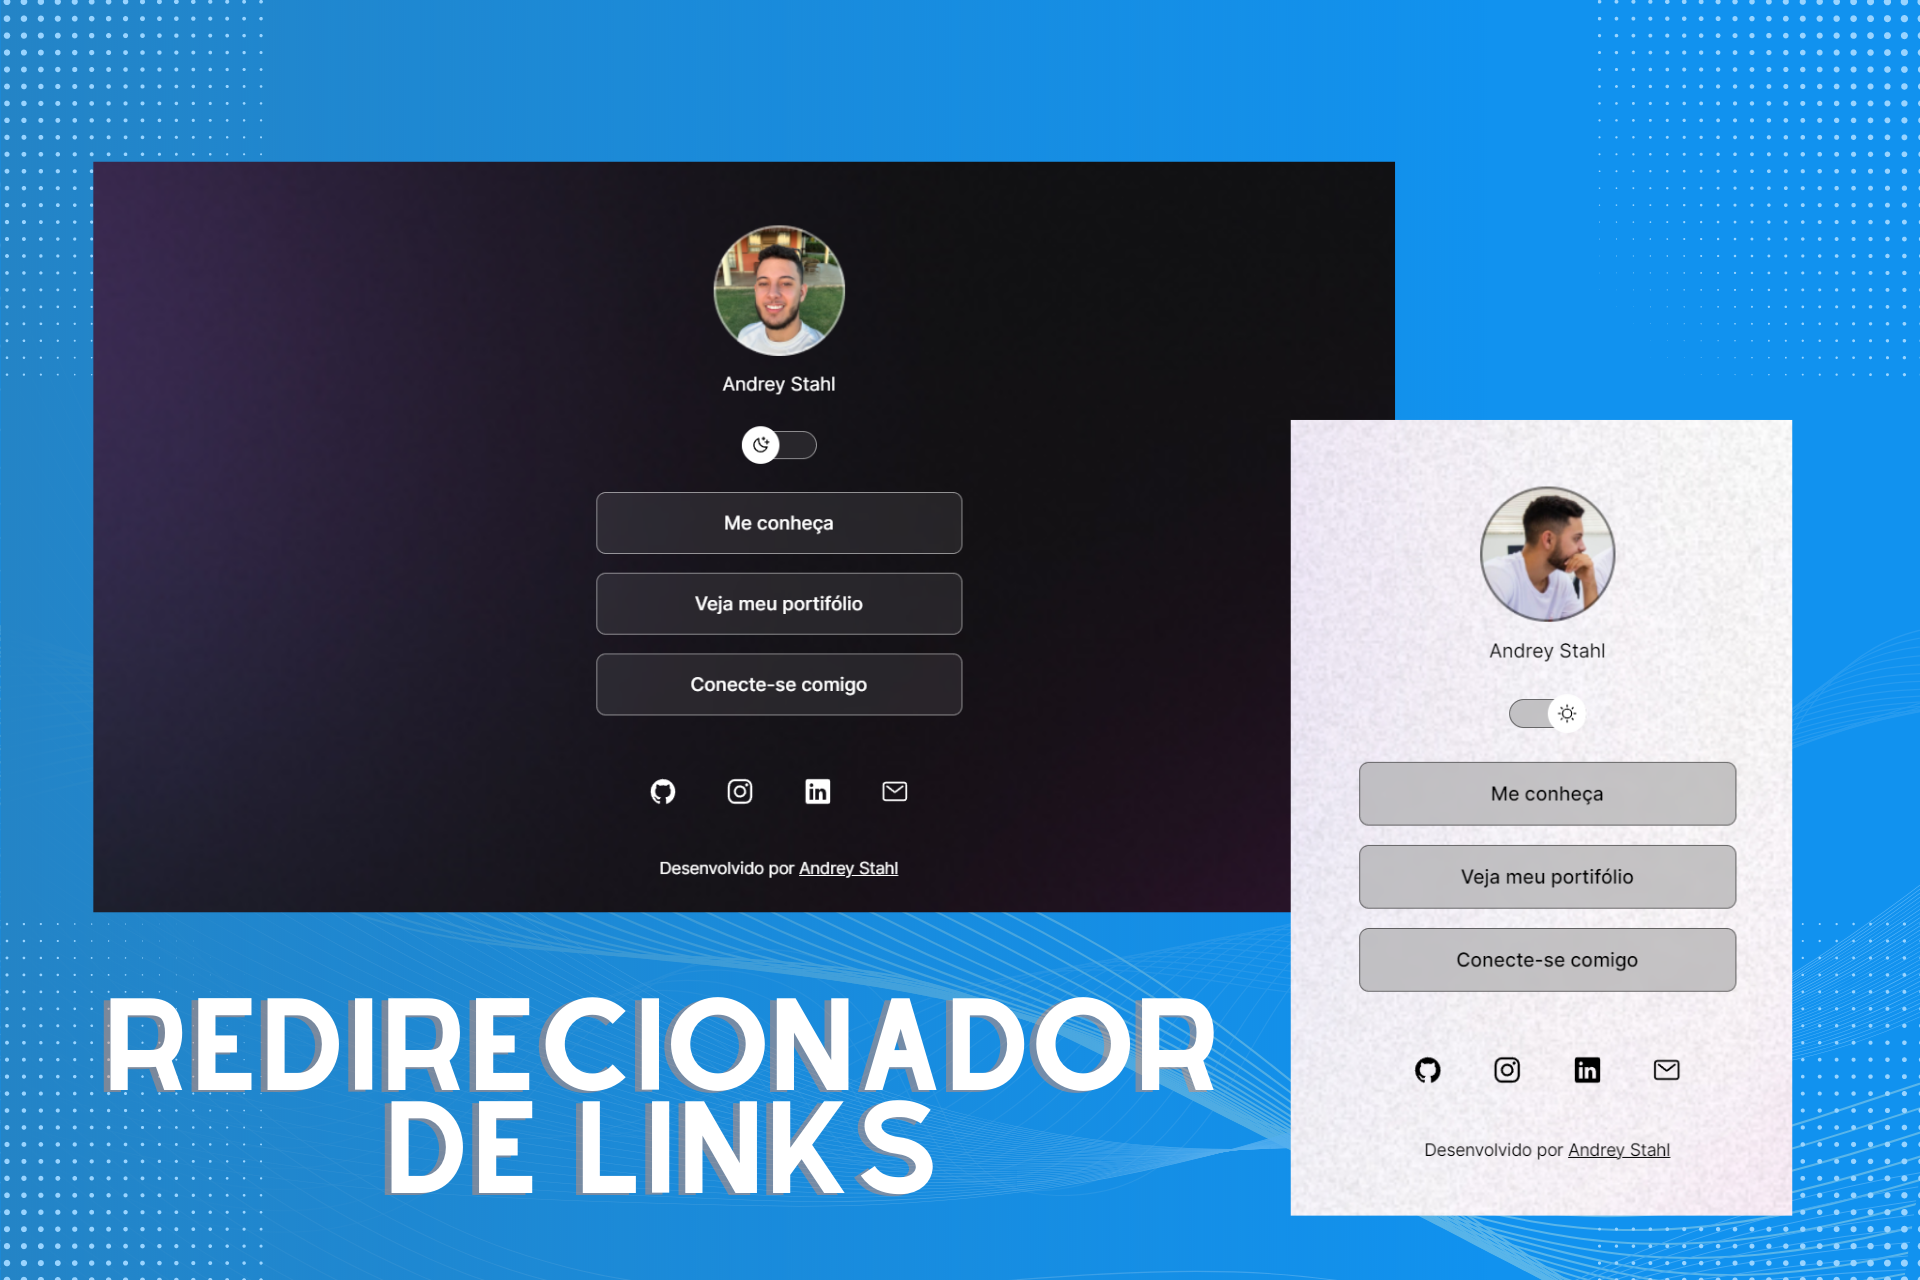 Andrey Stahl
Me conheça
Veja meu portifólio
Conecte-se comigo
Desenvolvido por Andrey Stahl
Andrey Stahl
Me conheça
Veja meu portifólio
Conecte-se comigo
Desenvolvido por Andrey Stahl
REDIRECIONADOR
DE LINKS